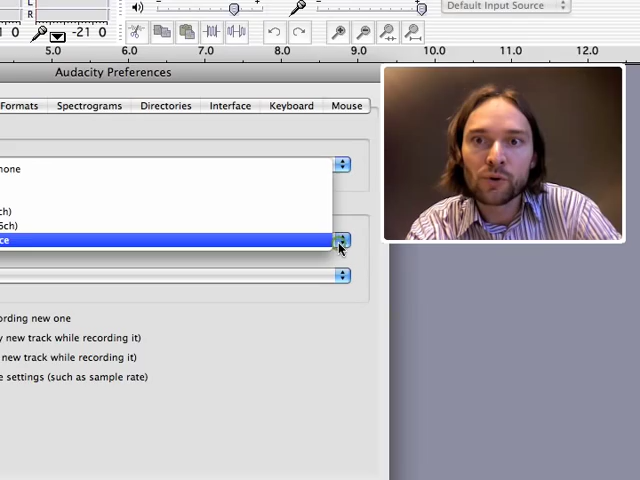 L
R
Default Input Source
0
-21 0
5.0 6.0 7.0 8.0 9.0 10.0 11.0 12.0
Audacity Preferences
Formats Spectrograms Directories Interface Keyboard Mouse
none
ch)
5ch)
ce
ording new one
y new track while recording it)
new track while recording it)
e settings (such as sample rate)